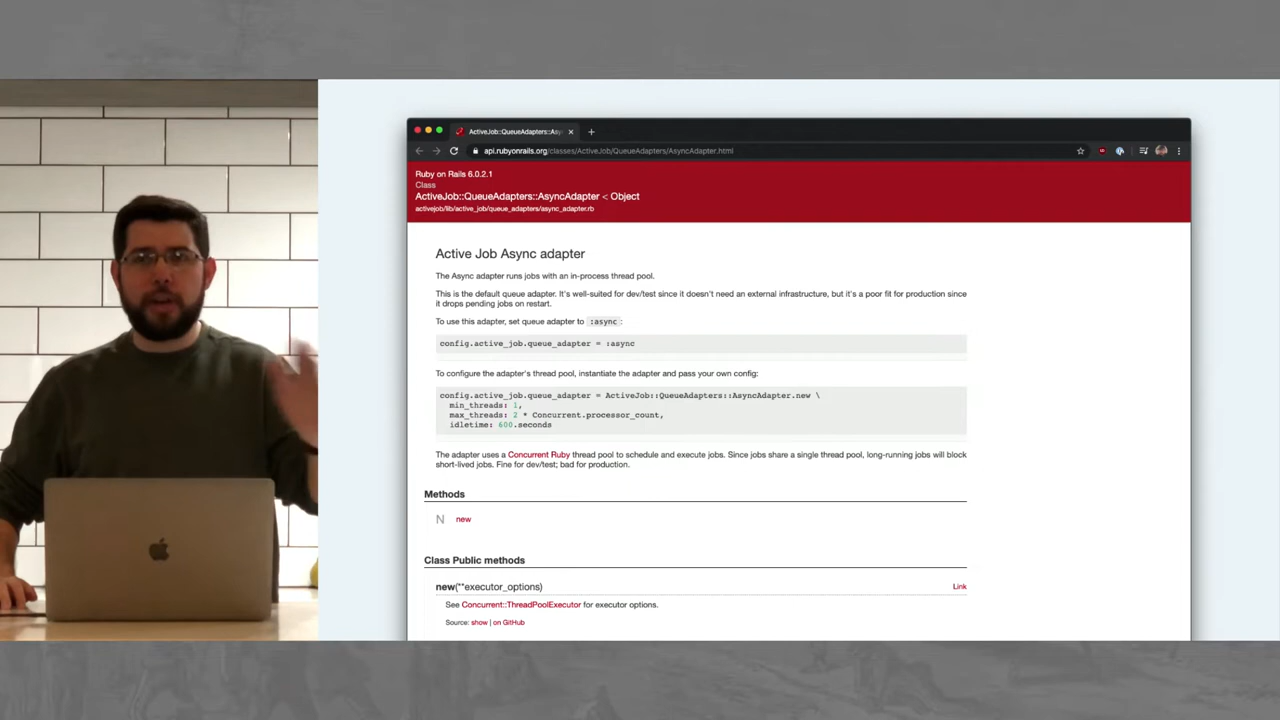 ActiveJob::QueueAdapters::Asy
api.rubyonrails.org/classes/ActiveJob/QueueAdapters/AsyncAdapter.html
Ruby on Rails 6.0.2.1
Class
ActiveJob::QueueAdapters::AsyncAdapter < Object
activejob/lib/active_job/queue_adapters/async_adapter.rb
Active Job Async adapter
The Async adapter runs jobs with an in-process thread pool.
This is the default queue adapter. It's well-suited for dev/test since it doesn't need an external infrastructure, but it's a poor fit for production since
it drops pending jobs on restart.
To use this adapter, set queue adapter to :async:
config.active_job.queue_adapter = :async
To configure the adapter's thread pool, instantiate the adapter and pass your own config:
config.active_job.queue_adapter = ActiveJob::QueueAdapters::AsyncAdapter.new \
min_threads: 1,
max_threads: 2 * Concurrent.processor_count,
idletime: 600.seconds
The adapter uses a Concurrent Ruby thread pool to schedule and execute jobs. Since jobs share a single thread pool, long-running jobs will block
short-lived jobs. Fine for dev/test; bad for production.
Methods
N new
Class Public methods
new(**executor_options) Link
See Concurrent::ThreadPoolExecutor for executor options.
Source: show | on GitHub